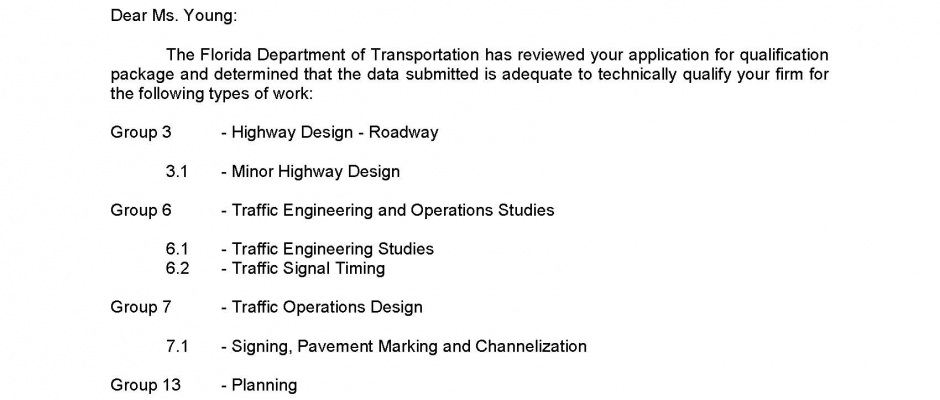 Dear Ms. Young:
The Florida Department of Transportation has reviewed your application for qualification
package and determined that the data submitted is adequate to technically qualify your firm for
the following types of work:
Group 3 - Highway Design - Roadway
3.1 - Minor Highway Design
Group 6 - Traffic Engineering and Operations Studies
6.1 - Traffic Engineering Studies
6.2 - Traffic Signal Timing
Group 7 - Traffic Operations Design
7.1 - Signing, Pavement Marking and Channelization
Group 13 - Planning